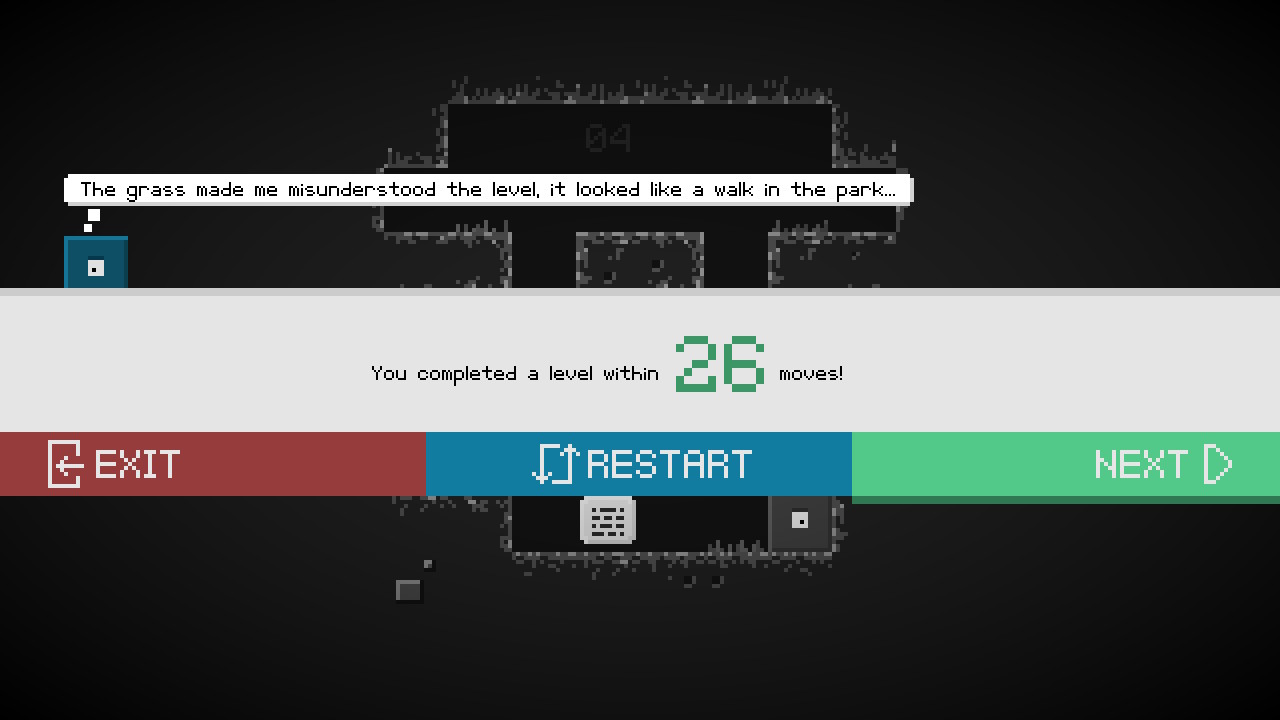 04
The grass made me misunderstood the level, it looked like a walk in the park...
You completed a level within 26 moves!
EXIT RESTART NEXT